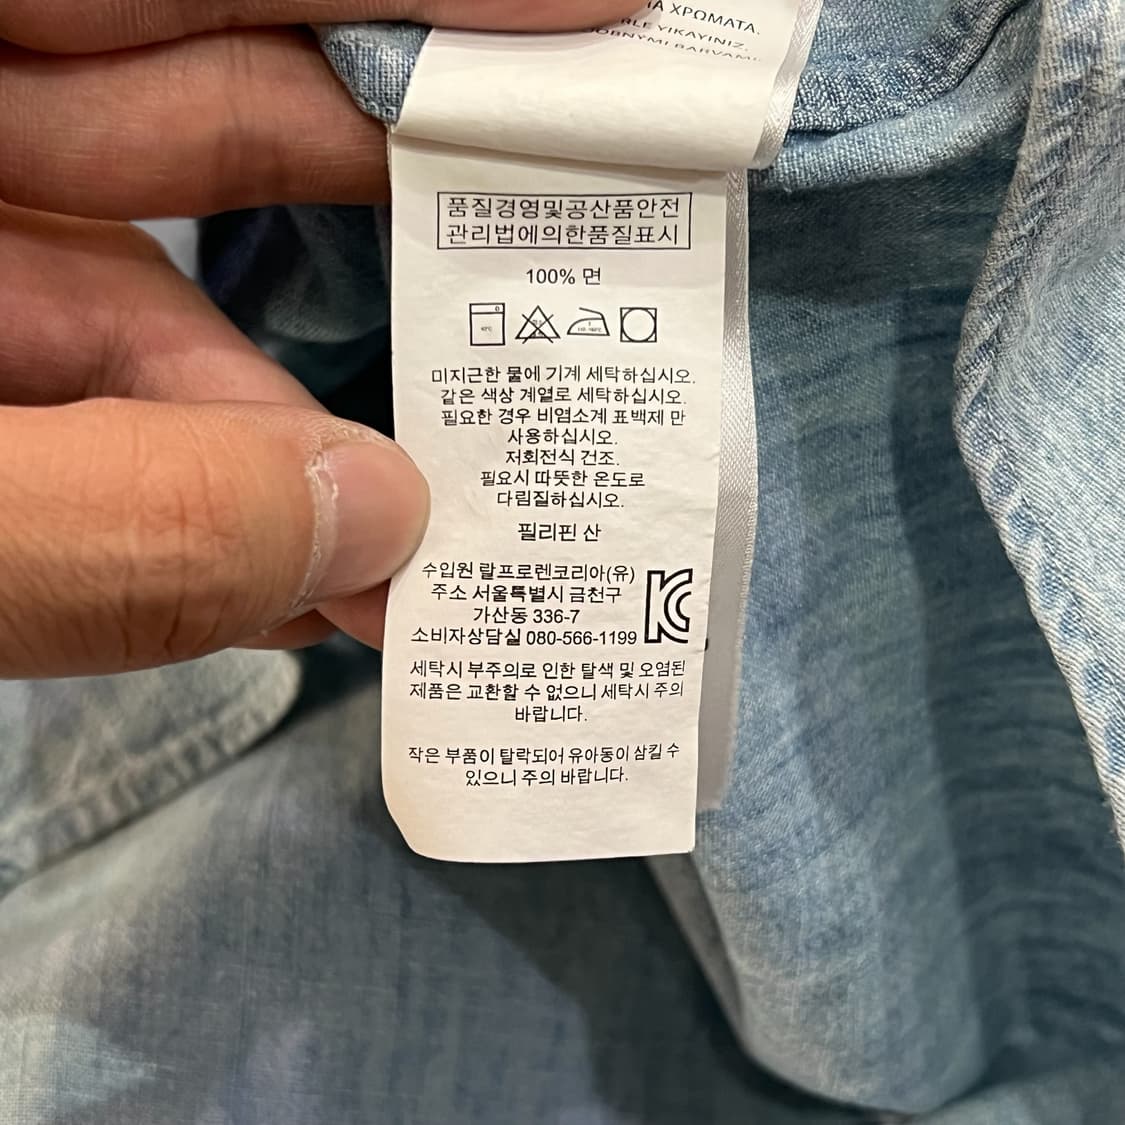 ΙΑ ΧΡΩΜΑΤΑ.
RLE YIKAYINIZ.
DOBNÝMI BARVAMI.
품질경영및공산품안전
관리법에의한품질표시
100% 면
미지근한 물에 기계 세탁하십시오.
같은 색상 계열로 세탁하십시오.
필요한 경우 비염소계 표백제 만
사용하십시오.
저회전식 건조.
필요시 따뜻한 온도로
다림질하십시오.
필리핀 산
수입원 랄프로렌코리아(유)
주소 서울특별시 금천구
가산동 336-7
소비자상담실 080-566-1199
세탁시 부주의로 인한 탈색 및 오염된
제품은 교환할 수 없으니 세탁시 주의
바랍니다.
작은 부품이 탈락되어 유아동이 삼킬 수
있으니 주의 바랍니다.